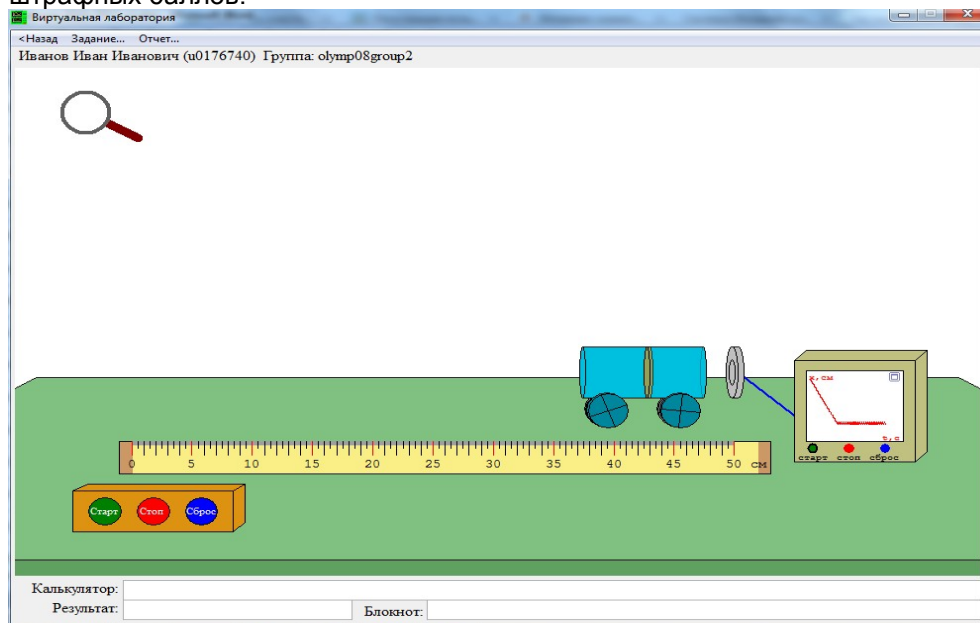 штрафных баллов.
Виртуальная лаборатория
<Назад Задание... Отчет...
Иванов Иван Иванович (u0176740) Группа: olymp08group2
x, см
t, с
старт стоп сброс
0 5 10 15 20 25 30 35 40 45 50 см
Старт Стоп Сброс
Калькулятор:
Результат: Блокнот: